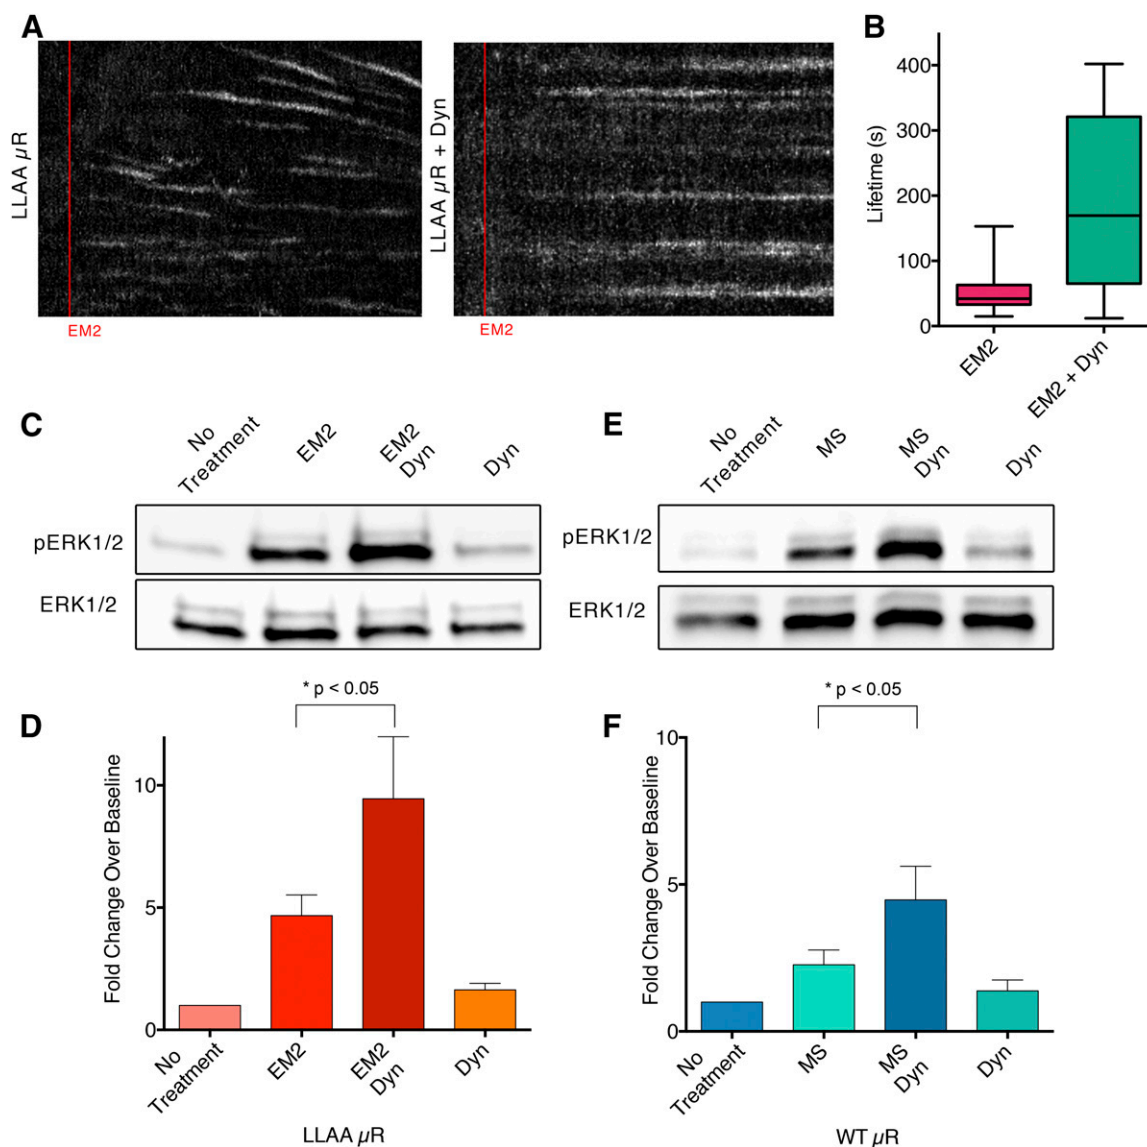 A
LLAA µR
EM2
LLAA µR + Dyn
EM2
B
Lifetime (s)
400
300
200
100
0
EM2
EM2 + Dyn
C
No
Treatment
EM2
EM2
Dyn
Dyn
pERK1/2
ERK1/2
E
No
Treatment
MS
MS
Dyn
Dyn
pERK1/2
ERK1/2
D
* p < 0.05
Fold Change Over Baseline
10
5
0
No
Treatment
EM2
EM2
Dyn
Dyn
LLAA µR
F
* p < 0.05
Fold Change Over Baseline
10
5
0
No
Treatment
MS
MS
Dyn
Dyn
WT µR